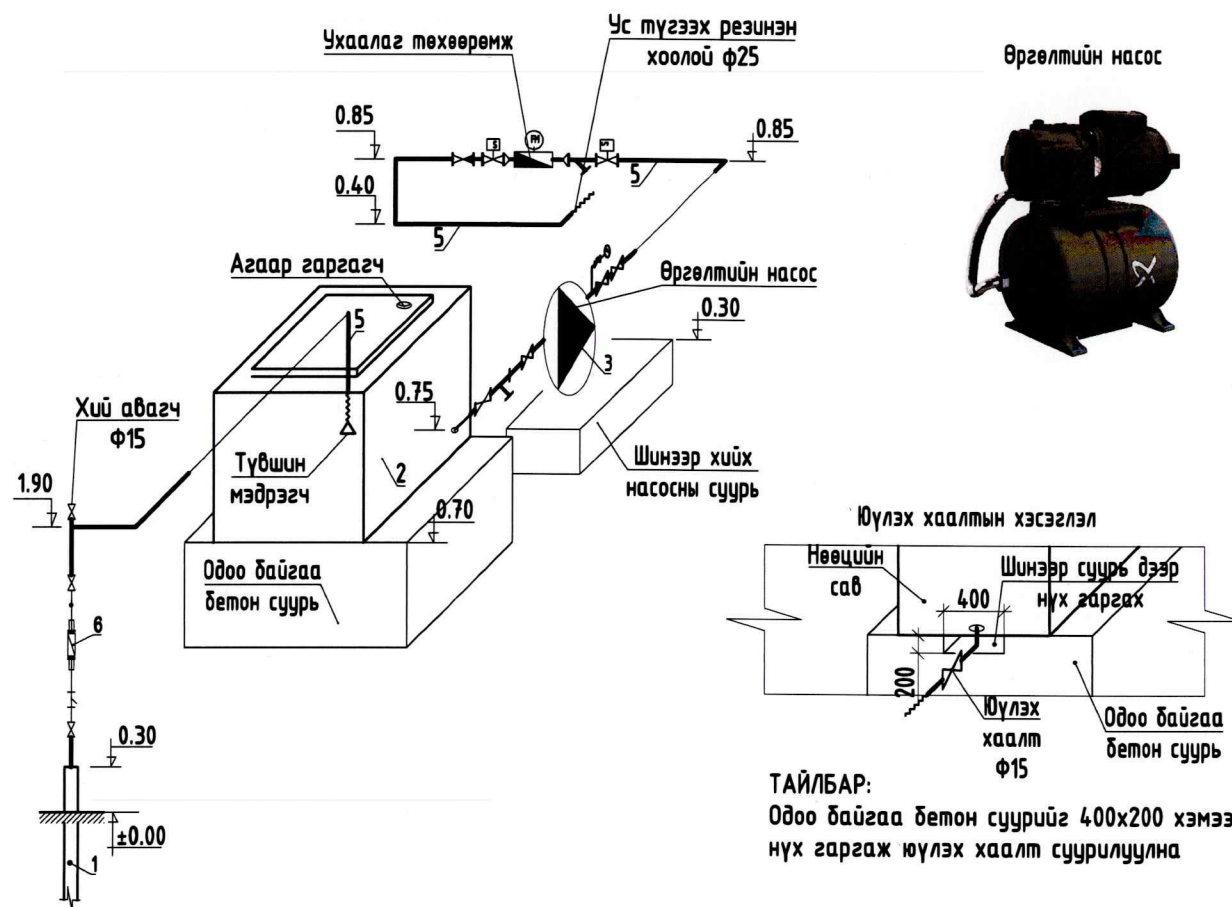 Ус түгээх резинэн
хоолой ф25
Ухаалаг төхөөрөмж
Өргөлтийн насос
0.85
S
FM
S
0.85
5
0.40
5
Агаар гаргагч
Өргөлтийн насос
0.30
5
3
0.75
Хий авагч
Ф15
Түвшин
мэдрэгч
2
Шинээр хийх
насосны суурь
1.90
0.70
Юүлэх хаалтын хэсэглэл
Одоо байгаа
бетон суурь
Нөөцийн
сав
Шинээр суурь дээр
нүх гаргах
400
6
200
Юүлэх
хаалт
Ф15
Одоо байгаа
бетон суурь
0.30
±0.00
1
ТАЙЛБАР:
Одоо байгаа бетон суурийг 400х200 хэмээ
нүх гаргаж юүлэх хаалт суурилуулна